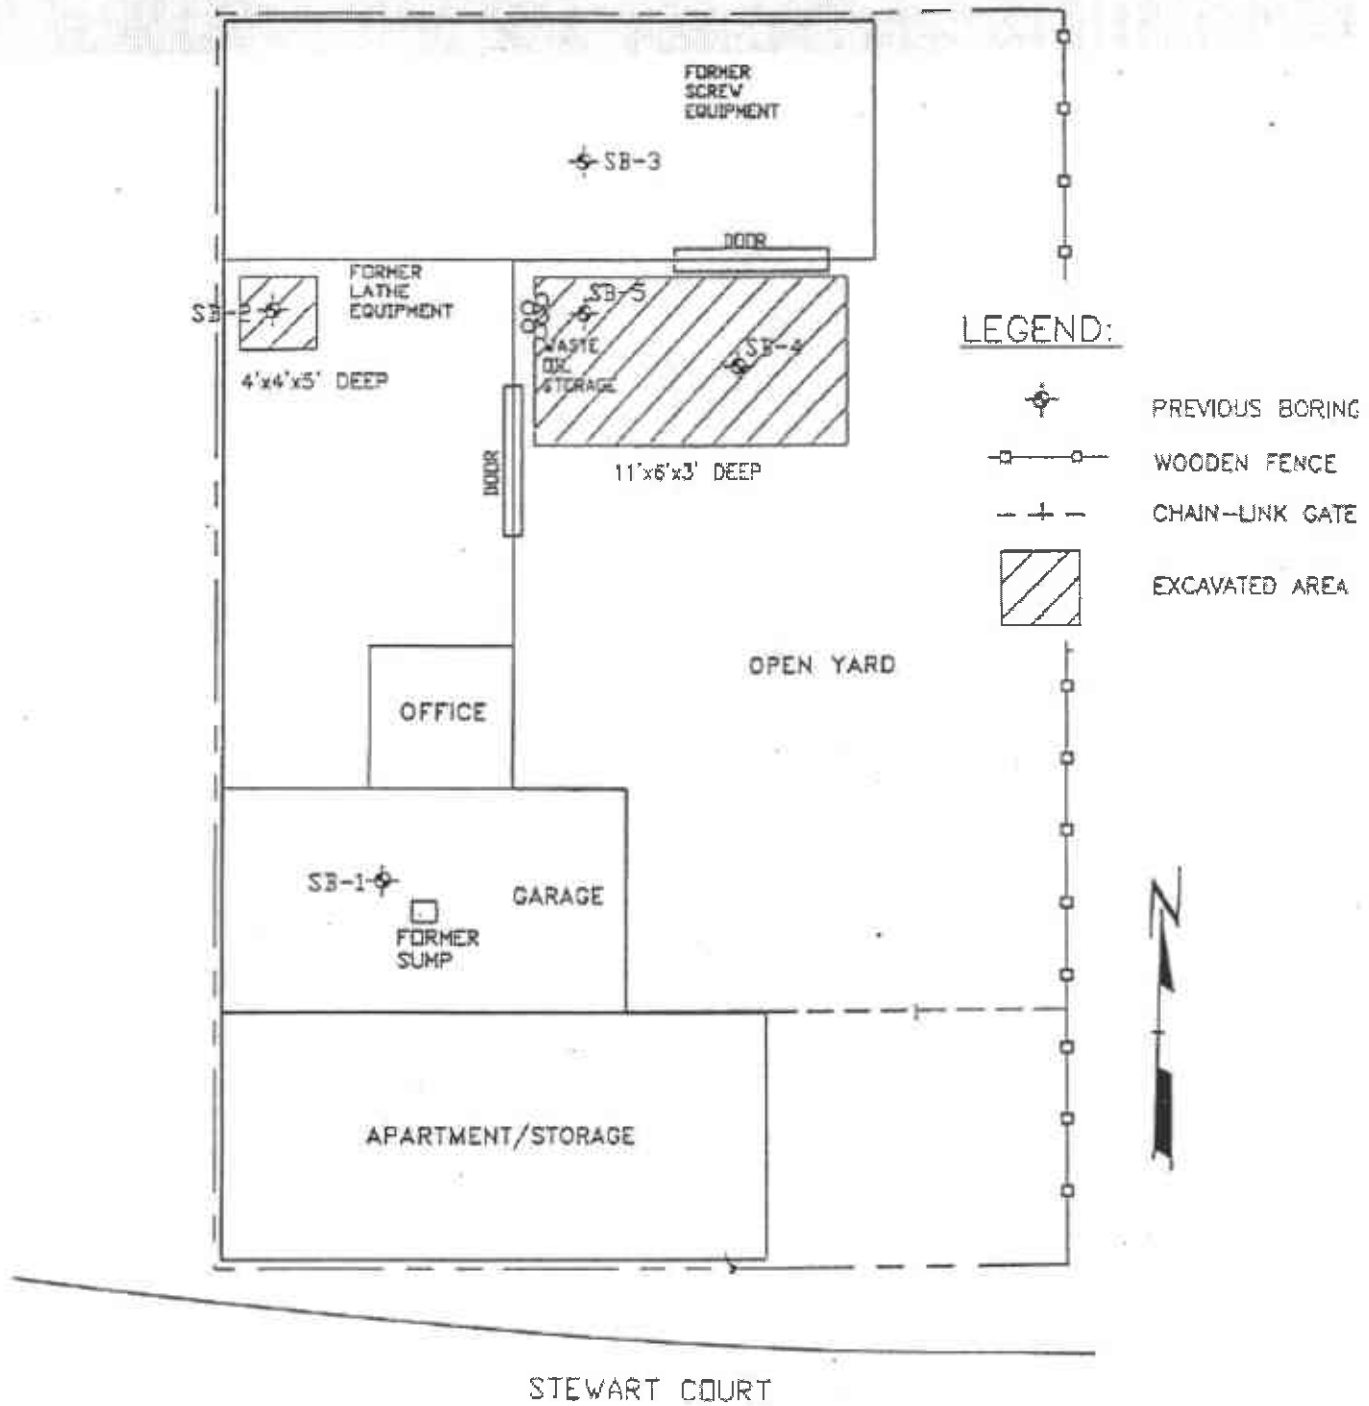 FORMER
SCREW
EQUIPMENT
SB-3
DOOR
FORMER
LATHE
EQUIPMENT
SB-2
SB-5
SB-4
WASTE
OIL
STORAGE
4'x4'x5' DEEP
DOOR
11'x6'x3' DEEP
LEGEND:
PREVIOUS BORING
WOODEN FENCE
CHAIN-LINK GATE
EXCAVATED AREA
OPEN YARD
OFFICE
SB-1
GARAGE
FORMER
SUMP
N
APARTMENT/STORAGE
STEWART COURT